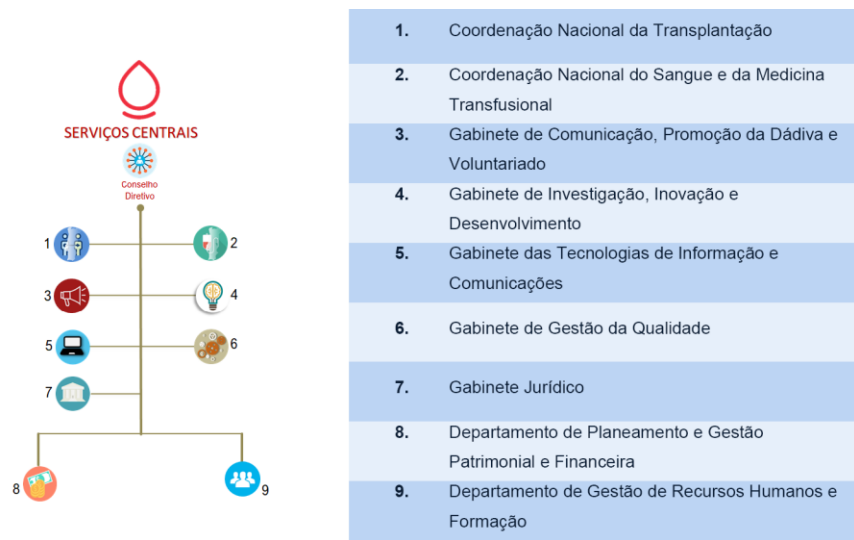 SERVIÇOS CENTRAIS
Conselho
Diretivo
1
2
3
4
5
6
7
8
9
1. Coordenação Nacional da Transplantação
2. Coordenação Nacional do Sangue e da Medicina
Transfusional
3. Gabinete de Comunicação, Promoção da Dádiva e
Voluntariado
4. Gabinete de Investigação, Inovação e
Desenvolvimento
5. Gabinete das Tecnologias de Informação e
Comunicações
6. Gabinete de Gestão da Qualidade
7. Gabinete Jurídico
8. Departamento de Planeamento e Gestão
Patrimonial e Financeira
9. Departamento de Gestão de Recursos Humanos e
Formação